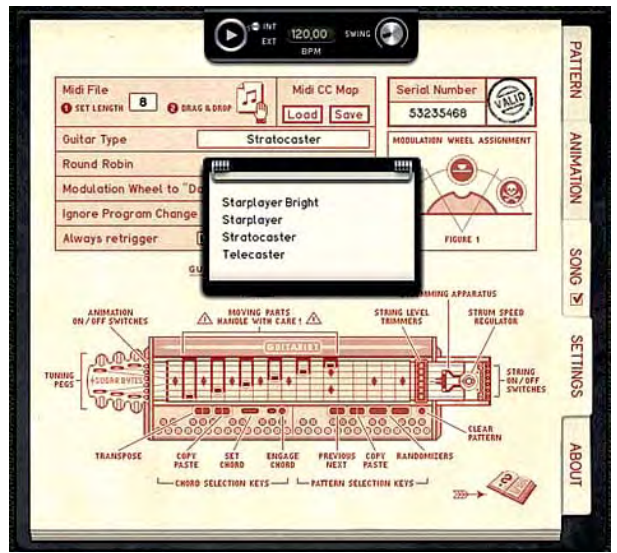 INT
EXT
120,00
BPM
SWING
PATTERN
ANIMATION
SONG
SETTINGS
ABOUT
Midi File
1 SET LENGTH 8 2 DRAG & DROP
Midi CC Map
Load Save
Serial Number
53235468
VALID
Guitar Type Stratocaster
Round Robin
Modulation Wheel to "Do
Ignore Program Change
Always retrigger
MODULATION WHEEL ASSIGNMENT
FIGURE 1
Starplayer Bright
Starplayer
Stratocaster
Telecaster
GU
ANIMATION
ON/OFF SWITCHES
MOVING PARTS
HANDLE WITH CARE!
STRING LEVEL
TRIMMERS
MMING APPARATUS
STRUM SPEED
REGULATOR
GUITARIST
TUNING
PEGS
SUGAR BYTES
STRING
ON/OFF
SWITCHES
TRANSPOSE
COPY
PASTE
SET
CHORD
ENGAGE
CHORD
PREVIOUS
NEXT
COPY
PASTE
RANDOMIZERS
CLEAR
PATTERN
CHORD SELECTION KEYS
PATTERN SELECTION KEYS